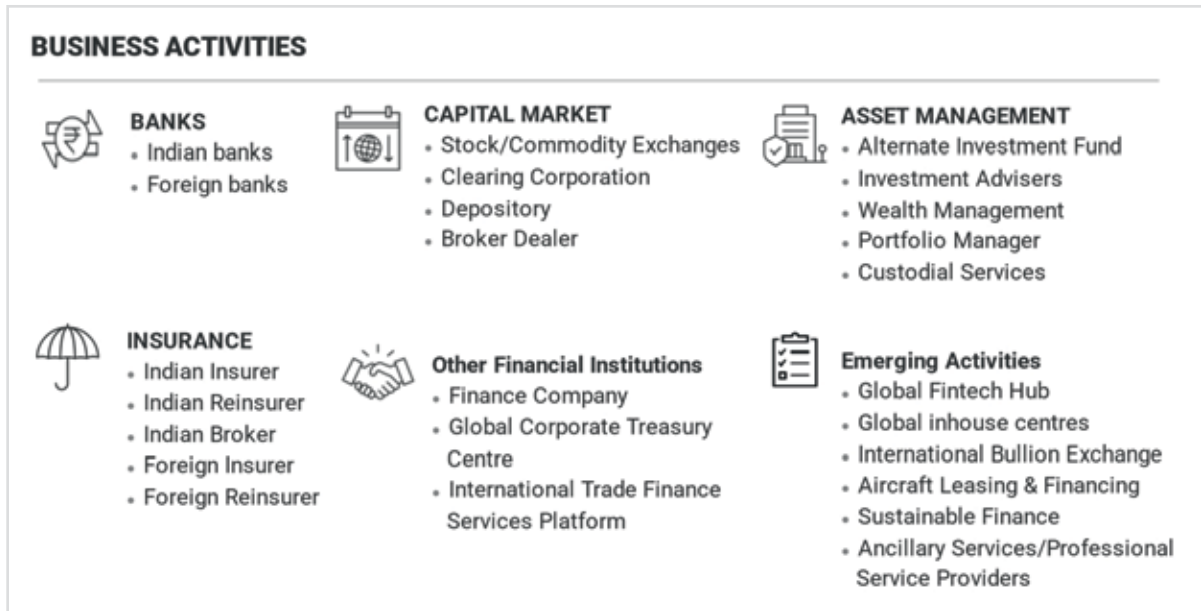 BUSINESS ACTIVITIES
₹
BANKS
• Indian banks
• Foreign banks
CAPITAL MARKET
• Stock/Commodity Exchanges
• Clearing Corporation
• Depository
• Broker Dealer
ASSET MANAGEMENT
• Alternate Investment Fund
• Investment Advisers
• Wealth Management
• Portfolio Manager
• Custodial Services
INSURANCE
• Indian Insurer
• Indian Reinsurer
• Indian Broker
• Foreign Insurer
• Foreign Reinsurer
Other Financial Institutions
• Finance Company
• Global Corporate Treasury
Centre
• International Trade Finance
Services Platform
Emerging Activities
• Global Fintech Hub
• Global inhouse centres
• International Bullion Exchange
• Aircraft Leasing & Financing
• Sustainable Finance
• Ancillary Services/Professional
Service Providers